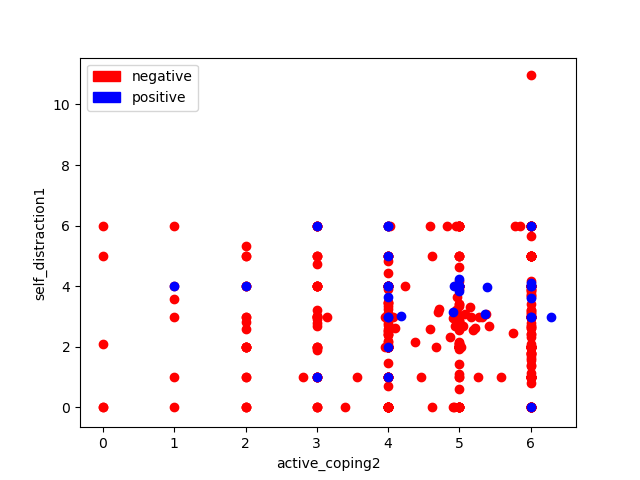 negative
positive
10
8
6
4
2
0
self_distraction1
0 1 2 3 4 5 6
active_coping2